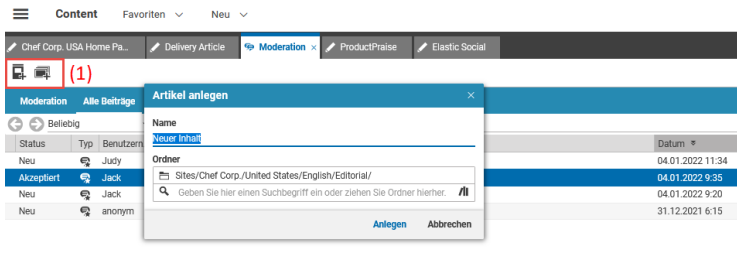 Content Favoriten Neu
Chef Corp. USA Home Pa... Delivery Article Moderation × ProductPraise Elastic Social
(1)
Moderation Alle Beiträge
Artikel anlegen ×
Beliebig
Name
Neuer Inhalt
Status Typ Benutzern Datum
Ordner
Neu Judy 04.01.2022 11:34
Sites/Chef Corp./United States/English/Editorial/
Akzeptiert Jack 04.01.2022 9:35
Geben Sie hier einen Suchbegriff ein oder ziehen Sie Ordner hierher.
Neu Jack 04.01.2022 9:20
Neu anonym 31.12.2021 6:15
Anlegen Abbrechen